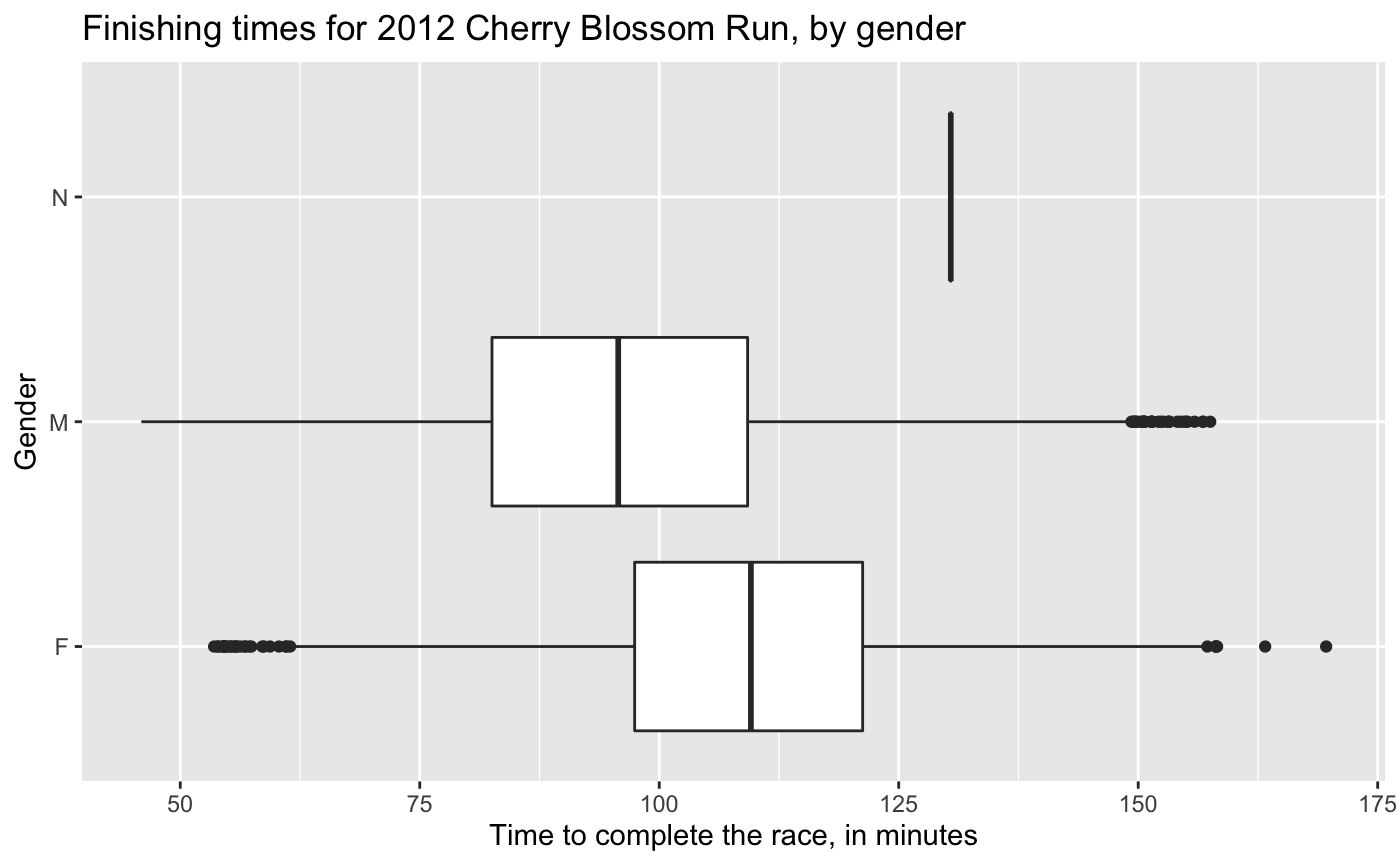 Finishing times for 2012 Cherry Blossom Run, by gender
N
M
F
Gender
50 75 100 125 150 175
Time to complete the race, in minutes